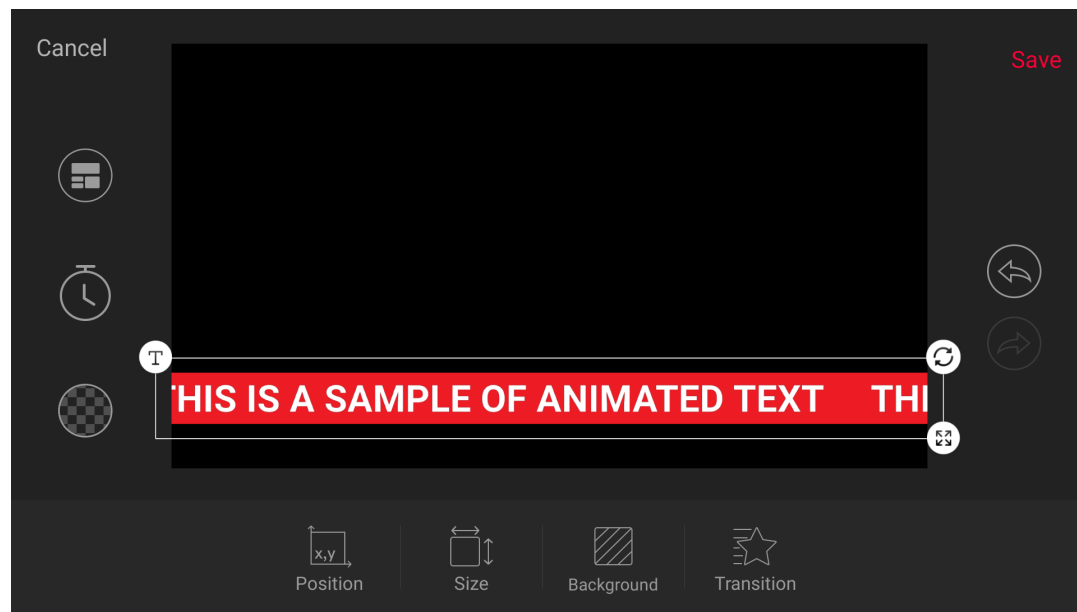 Cancel
Save
T
THIS IS A SAMPLE OF ANIMATED TEXT THI
x,y
Position
Size
Background
Transition